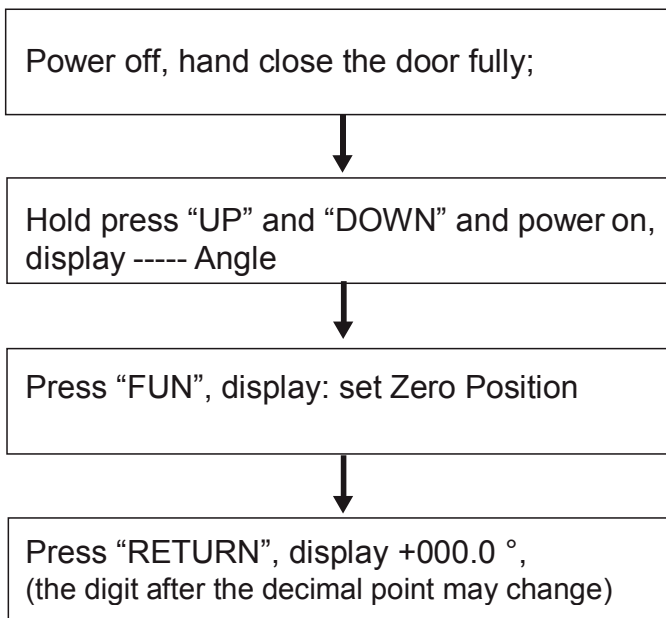 Power off, hand close the door fully;
Hold press “UP” and “DOWN” and power on,
display ----- Angle
Press “FUN”, display: set Zero Position
Press “RETURN”, display +000.0 °,
(the digit after the decimal point may change)